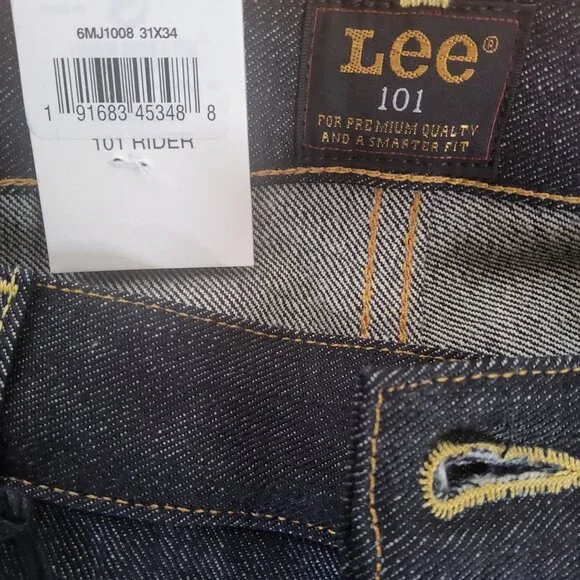 6MJ1008 31X34
1 91683 45348 8
101 RIDER
Lee®
101
FOR PREMIUM QUALITY
AND A SMARTER FIT